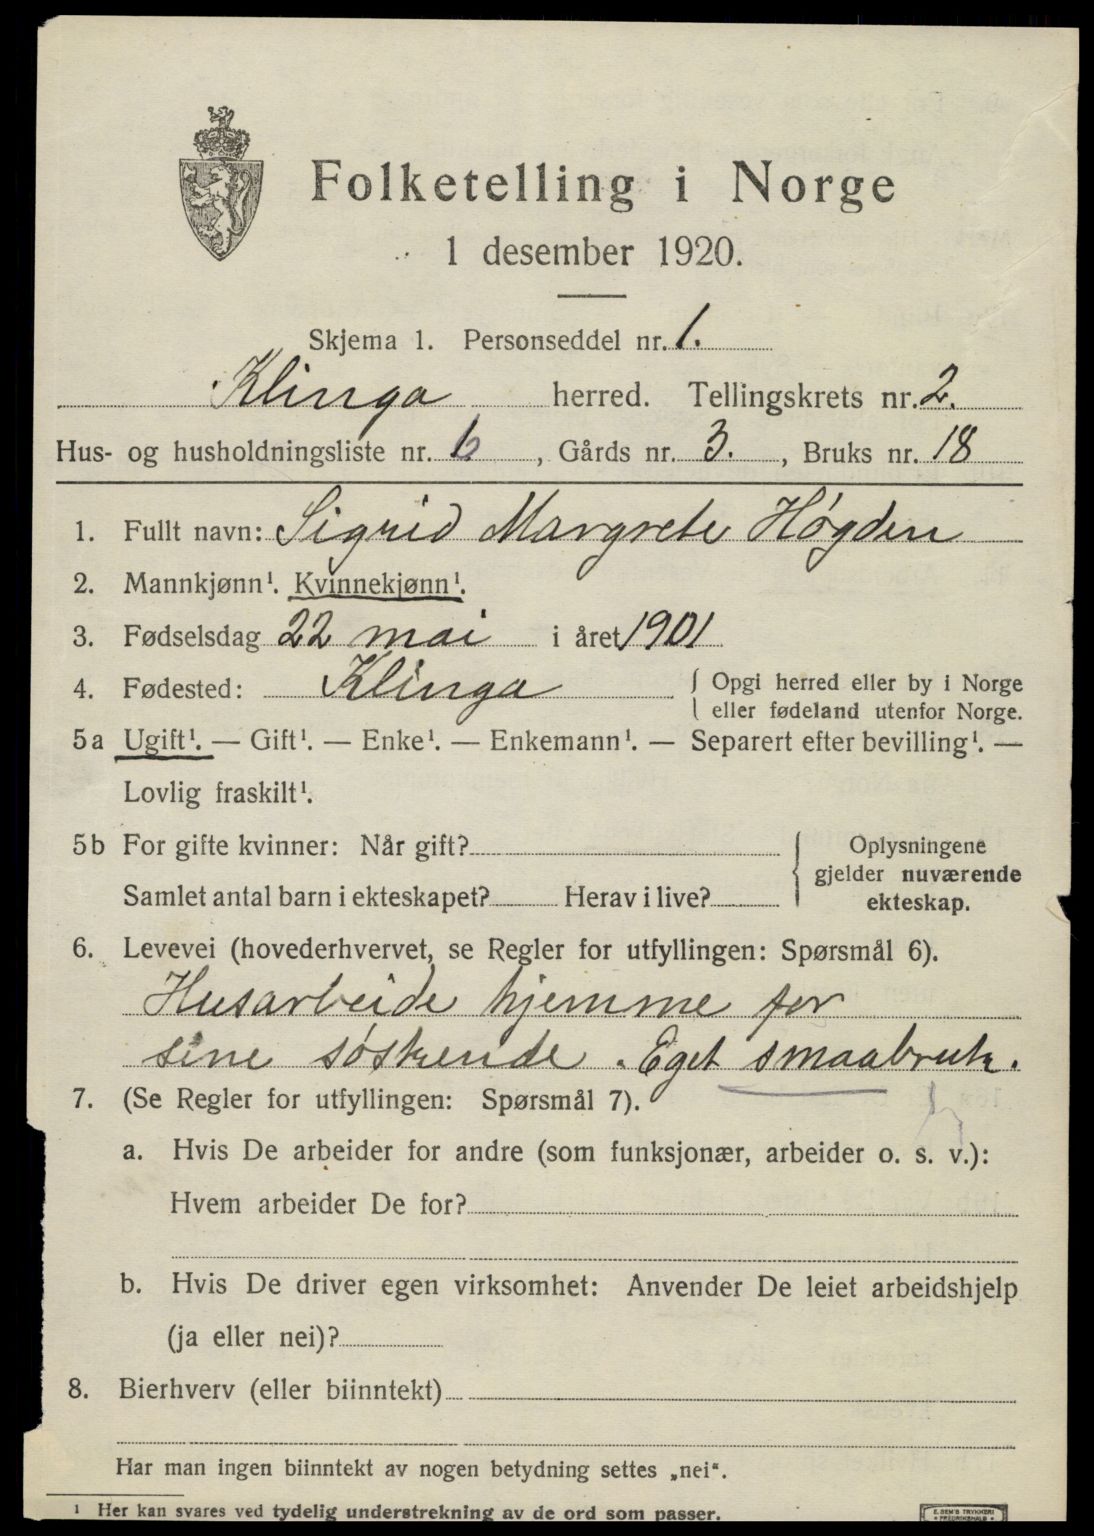 Folketelling i Norge
1 desember 1920.
Skjema 1. Personseddel nr. 1.
Klinga herred. Tellingskrets nr. 2.
Hus- og husholdningsliste nr. 6, Gårds nr. 3., Bruks nr. 18
1. Fullt navn: Sigrid Margrete Høgden
2. Mannkjønn¹. Kvinnekjønn¹.
3. Fødselsdag 22 mai i året 1901
4. Fødested: Klinga { Opgi herred eller by i Norge
eller fødeland utenfor Norge.
5a Ugift¹. — Gift¹. — Enke¹. — Enkemann¹. — Separert efter bevilling¹. —
Lovlig fraskilt¹.
5b For gifte kvinner: Når gift?
Samlet antal barn i ekteskapet? Herav i live?
Oplysningene
gjelder nuværende
ekteskap.
6. Levevei (hovederhvervet, se Regler for utfyllingen: Spørsmål 6).
Husarbeide hjemme for
sine søskende. Eget smaabruk.
7. (Se Regler for utfyllingen: Spørsmål 7).
a. Hvis De arbeider for andre (som funksjonær, arbeider o. s. v.):
Hvem arbeider De for?
b. Hvis De driver egen virksomhet: Anvender De leiet arbeidshjelp
(ja eller nei)?
8. Bierhverv (eller biinntekt)
Har man ingen biinntekt av nogen betydning settes „nei“.
¹ Her kan svares ved tydelig understrekning av de ord som passer.
E. SEM'S TRYKKERI
FREDRIKSHALD